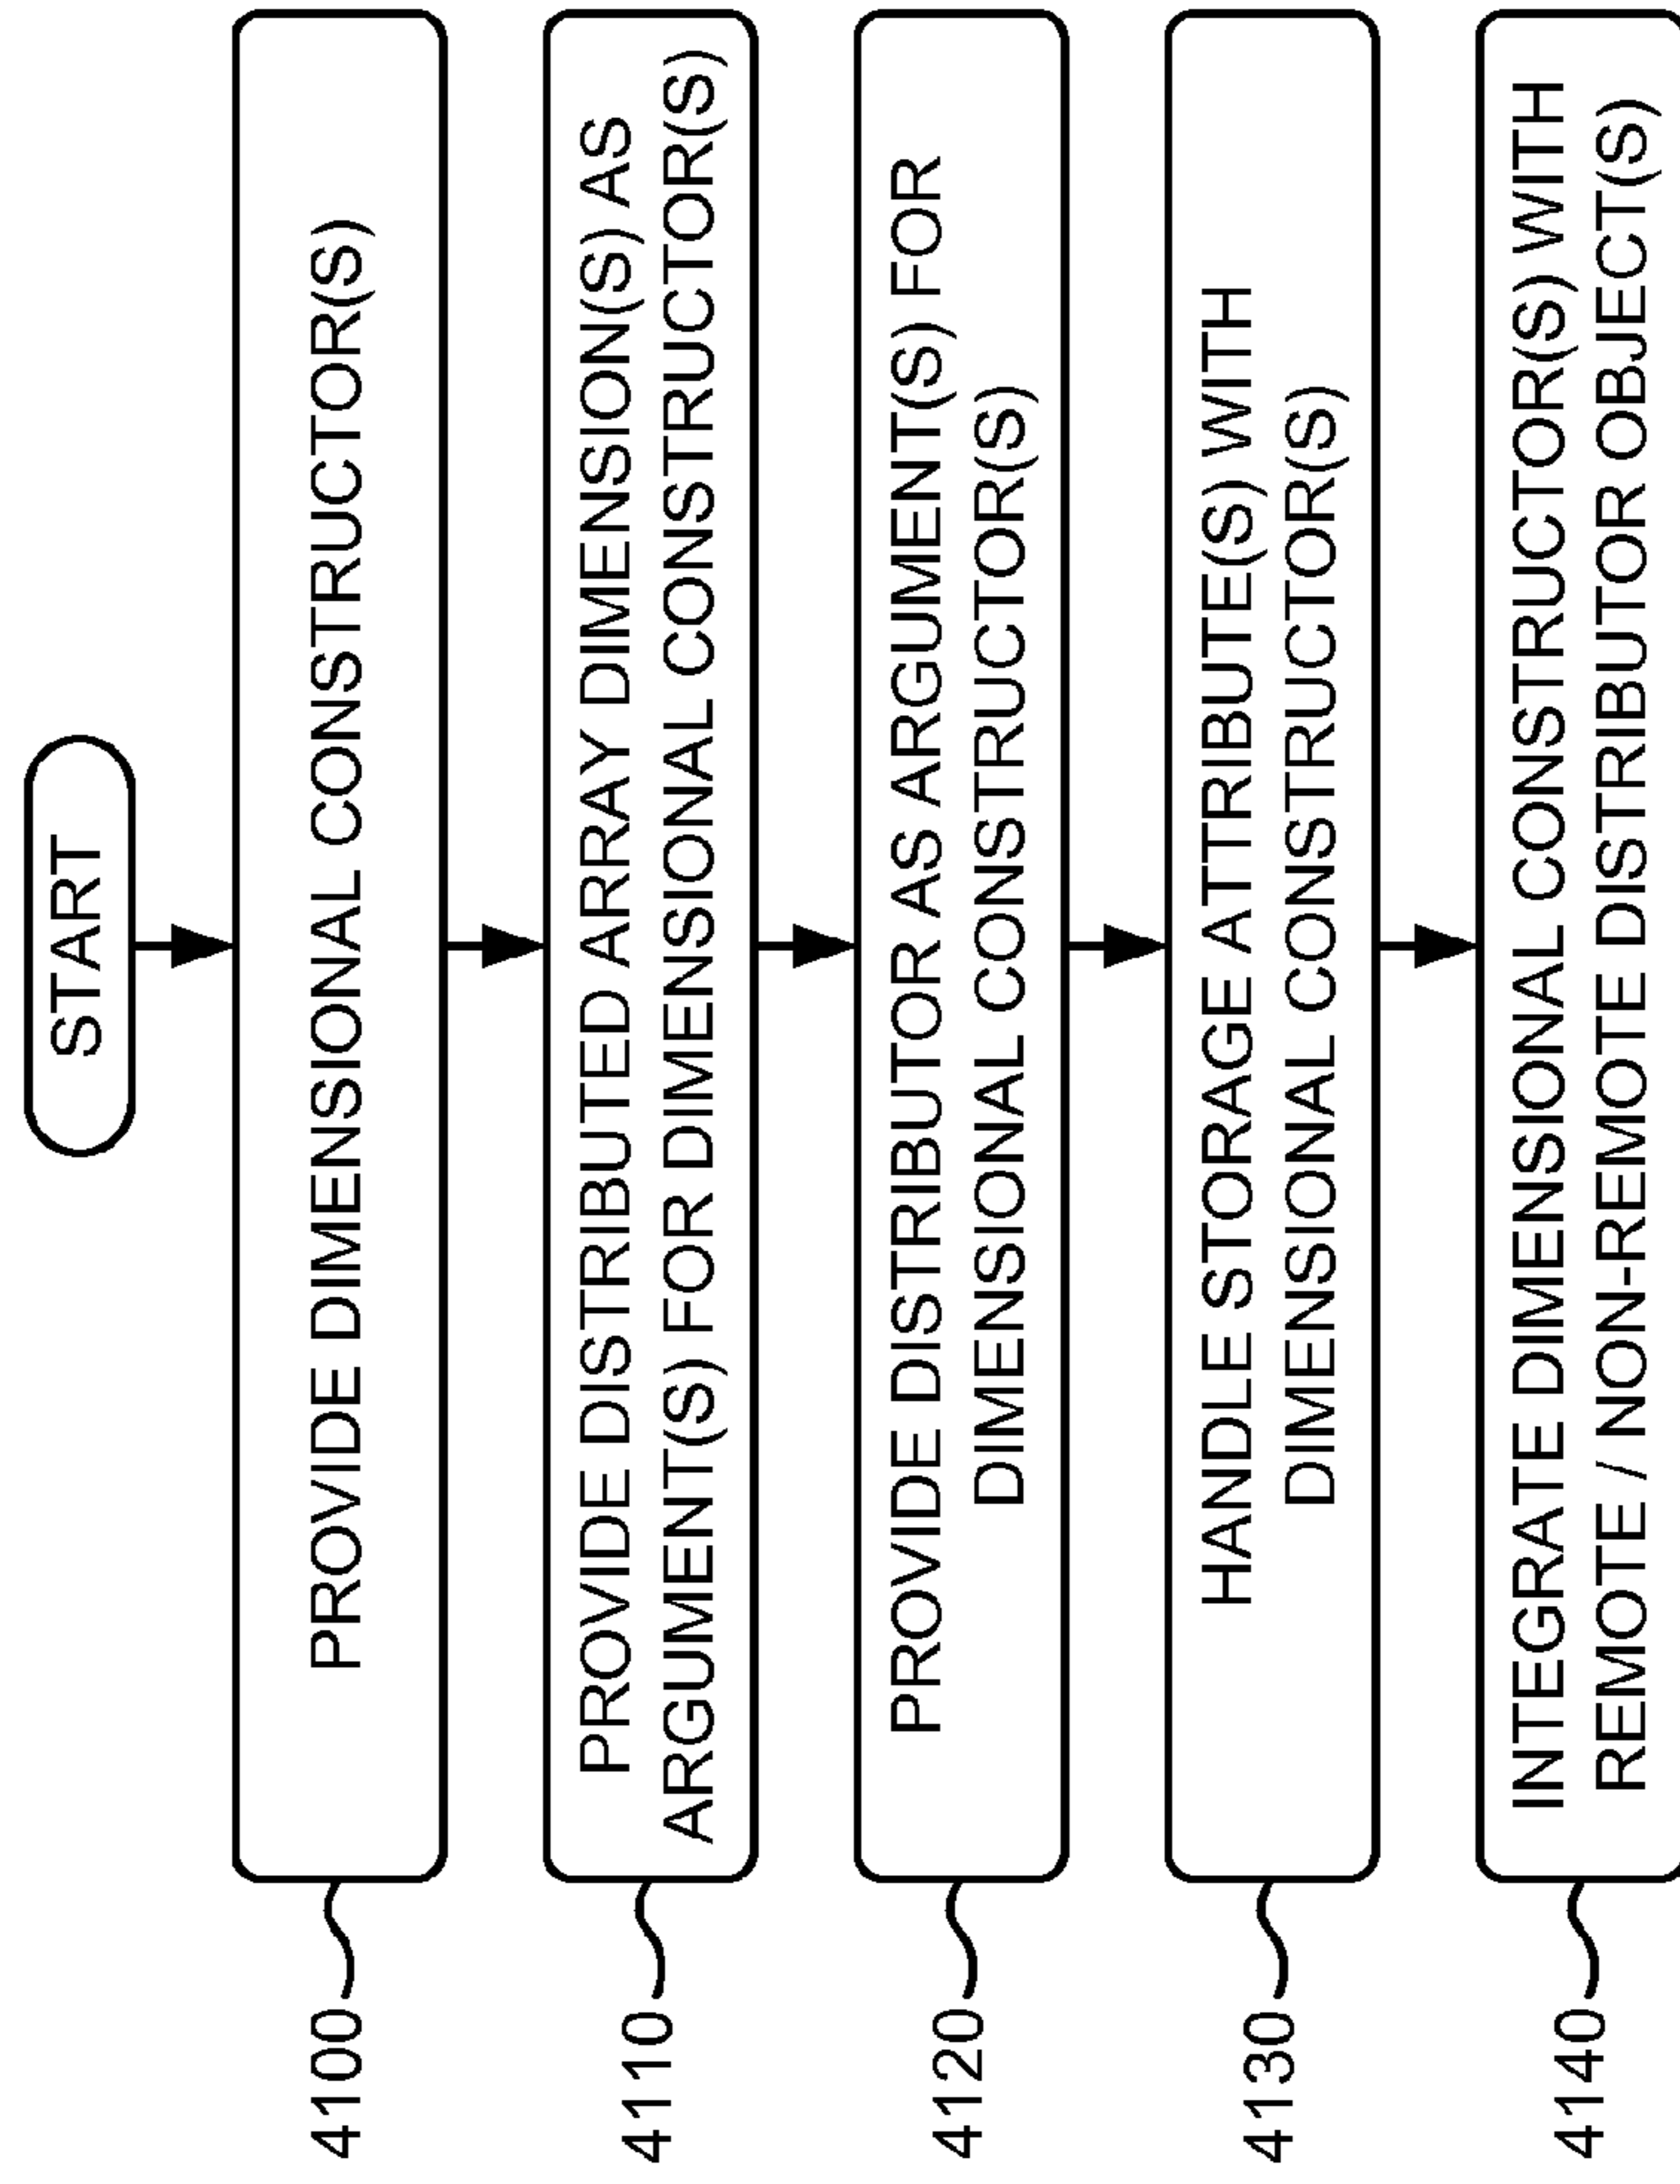 START
4100
PROVIDE DIMENSIONAL CONSTRUCTOR(S)
4110
PROVIDE DISTRIBUTED ARRAY DIMENSION(S) AS
ARGUMENT(S) FOR DIMENSIONAL CONSTRUCTOR(S)
4120
PROVIDE DISTRIBUTOR AS ARGUMENT(S) FOR
DIMENSIONAL CONSTRUCTOR(S)
4130
HANDLE STORAGE ATTRIBUTE(S) WITH
DIMENSIONAL CONSTRUCTOR(S)
4140
INTEGRATE DIMENSIONAL CONSTRUCTOR(S) WITH
REMOTE / NON-REMOTE DISTRIBUTOR OBJECT(S)